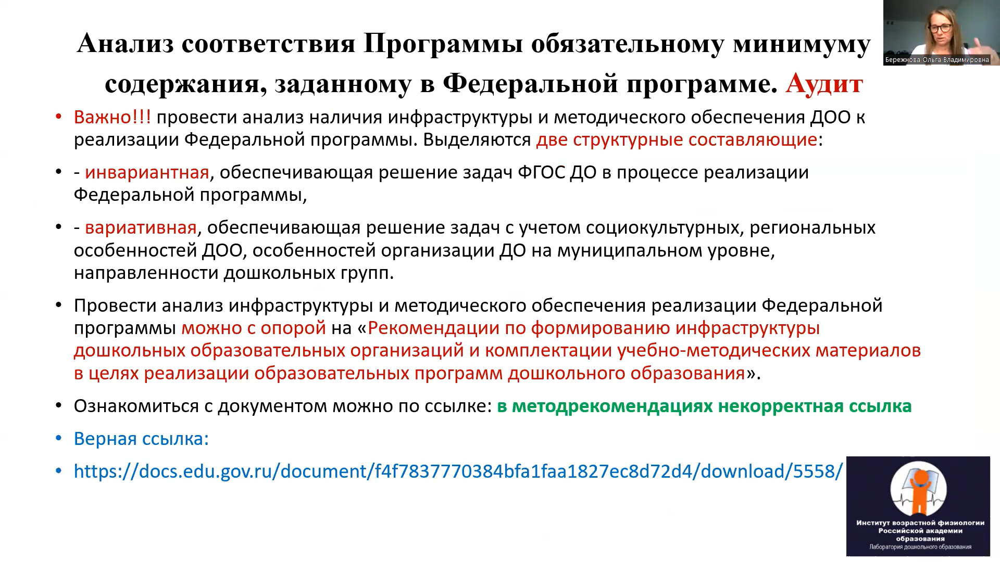 Анализ соответствия Программы обязательному минимуму
содержания, заданному в Федеральной программе. Аудит
Бережнова Ольга Владимировна
• Важно!!! провести анализ наличия инфраструктуры и методического обеспечения ДОО к
реализации Федеральной программы. Выделяются две структурные составляющие:
• - инвариантная, обеспечивающая решение задач ФГОС ДО в процессе реализации
Федеральной программы,
• - вариативная, обеспечивающая решение задач с учетом социокультурных, региональных
особенностей ДОО, особенностей организации ДО на муниципальном уровне,
направленности дошкольных групп.
• Провести анализ инфраструктуры и методического обеспечения реализации Федеральной
программы можно с опорой на «Рекомендации по формированию инфраструктуры
дошкольных образовательных организаций и комплектации учебно-методических материалов
в целях реализации образовательных программ дошкольного образования».
• Ознакомиться с документом можно по ссылке: в методрекомендациях некорректная ссылка
• Верная ссылка:
• https://docs.edu.gov.ru/document/f4f7837770384bfa1faa1827ec8d72d4/download/5558/
Институт возрастной физиологии
Российской академии
образования
Лаборатория дошкольного образования